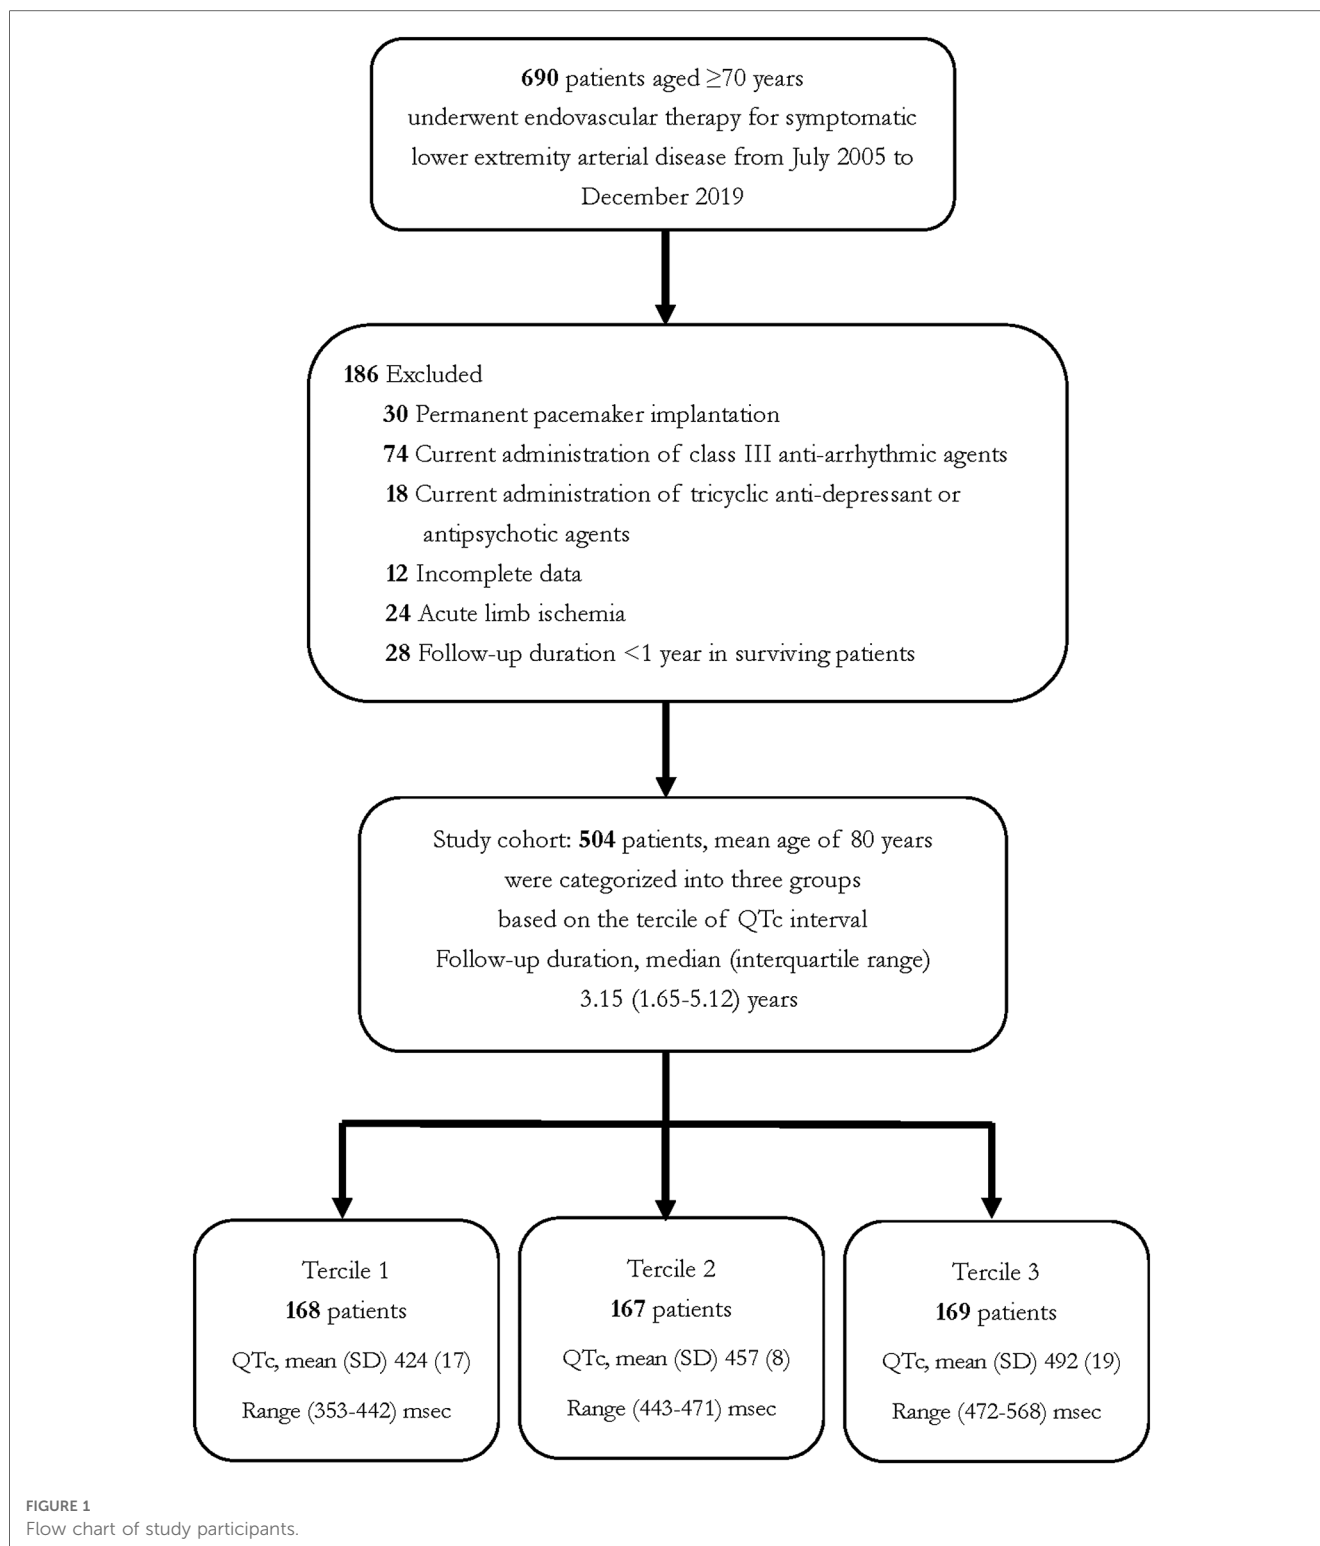 690 patients aged ≥70 years
underwent endovascular therapy for symptomatic
lower extremity arterial disease from July 2005 to
December 2019
186 Excluded
30 Permanent pacemaker implantation
74 Current administration of class III anti-arrhythmic agents
18 Current administration of tricyclic anti-depressant or
antipsychotic agents
12 Incomplete data
24 Acute limb ischemia
28 Follow-up duration <1 year in surviving patients
Study cohort: 504 patients, mean age of 80 years
were categorized into three groups
based on the tercile of QTc interval
Follow-up duration, median (interquartile range)
3.15 (1.65-5.12) years
Tercile 1
168 patients
QTc, mean (SD) 424 (17)
Range (353-442) msec
Tercile 2
167 patients
QTc, mean (SD) 457 (8)
Range (443-471) msec
Tercile 3
169 patients
QTc, mean (SD) 492 (19)
Range (472-568) msec
FIGURE 1
Flow chart of study participants.